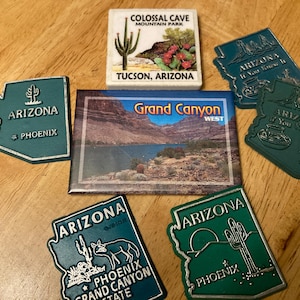 COLOSSAL CAVE
MOUNTAIN PARK
TUCSON, ARIZONA
ARIZONA
PHOENIX
Grand Canyon
WEST
ARIZONA
ARIZONA
PHOENIX
GRAND CANYON
STATE
ARIZONA
PHOENIX